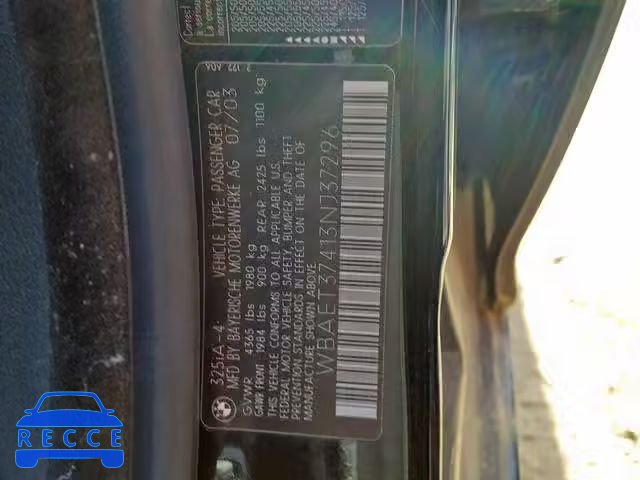 325iA-4 VEHICLE TYPE PASSENGER CAR
MFD BY BAYERISCHE MOTORENWERKE AG 07/03
GVWR 4365 lbs 1980 kg
GAWR FRONT 1984 lbs 900 kg REAR 2425 lbs 1100 kg
THIS VEHICLE CONFORMS TO ALL APPLICABLE U.S.
FEDERAL MOTOR VEHICLE SAFETY, BUMPER AND THEFT
PREVENTION STANDARDS IN EFFECT ON THE DATE OF
MANUFACTURE SHOWN ABOVE.
WBAET37413NJ37296
RECCE